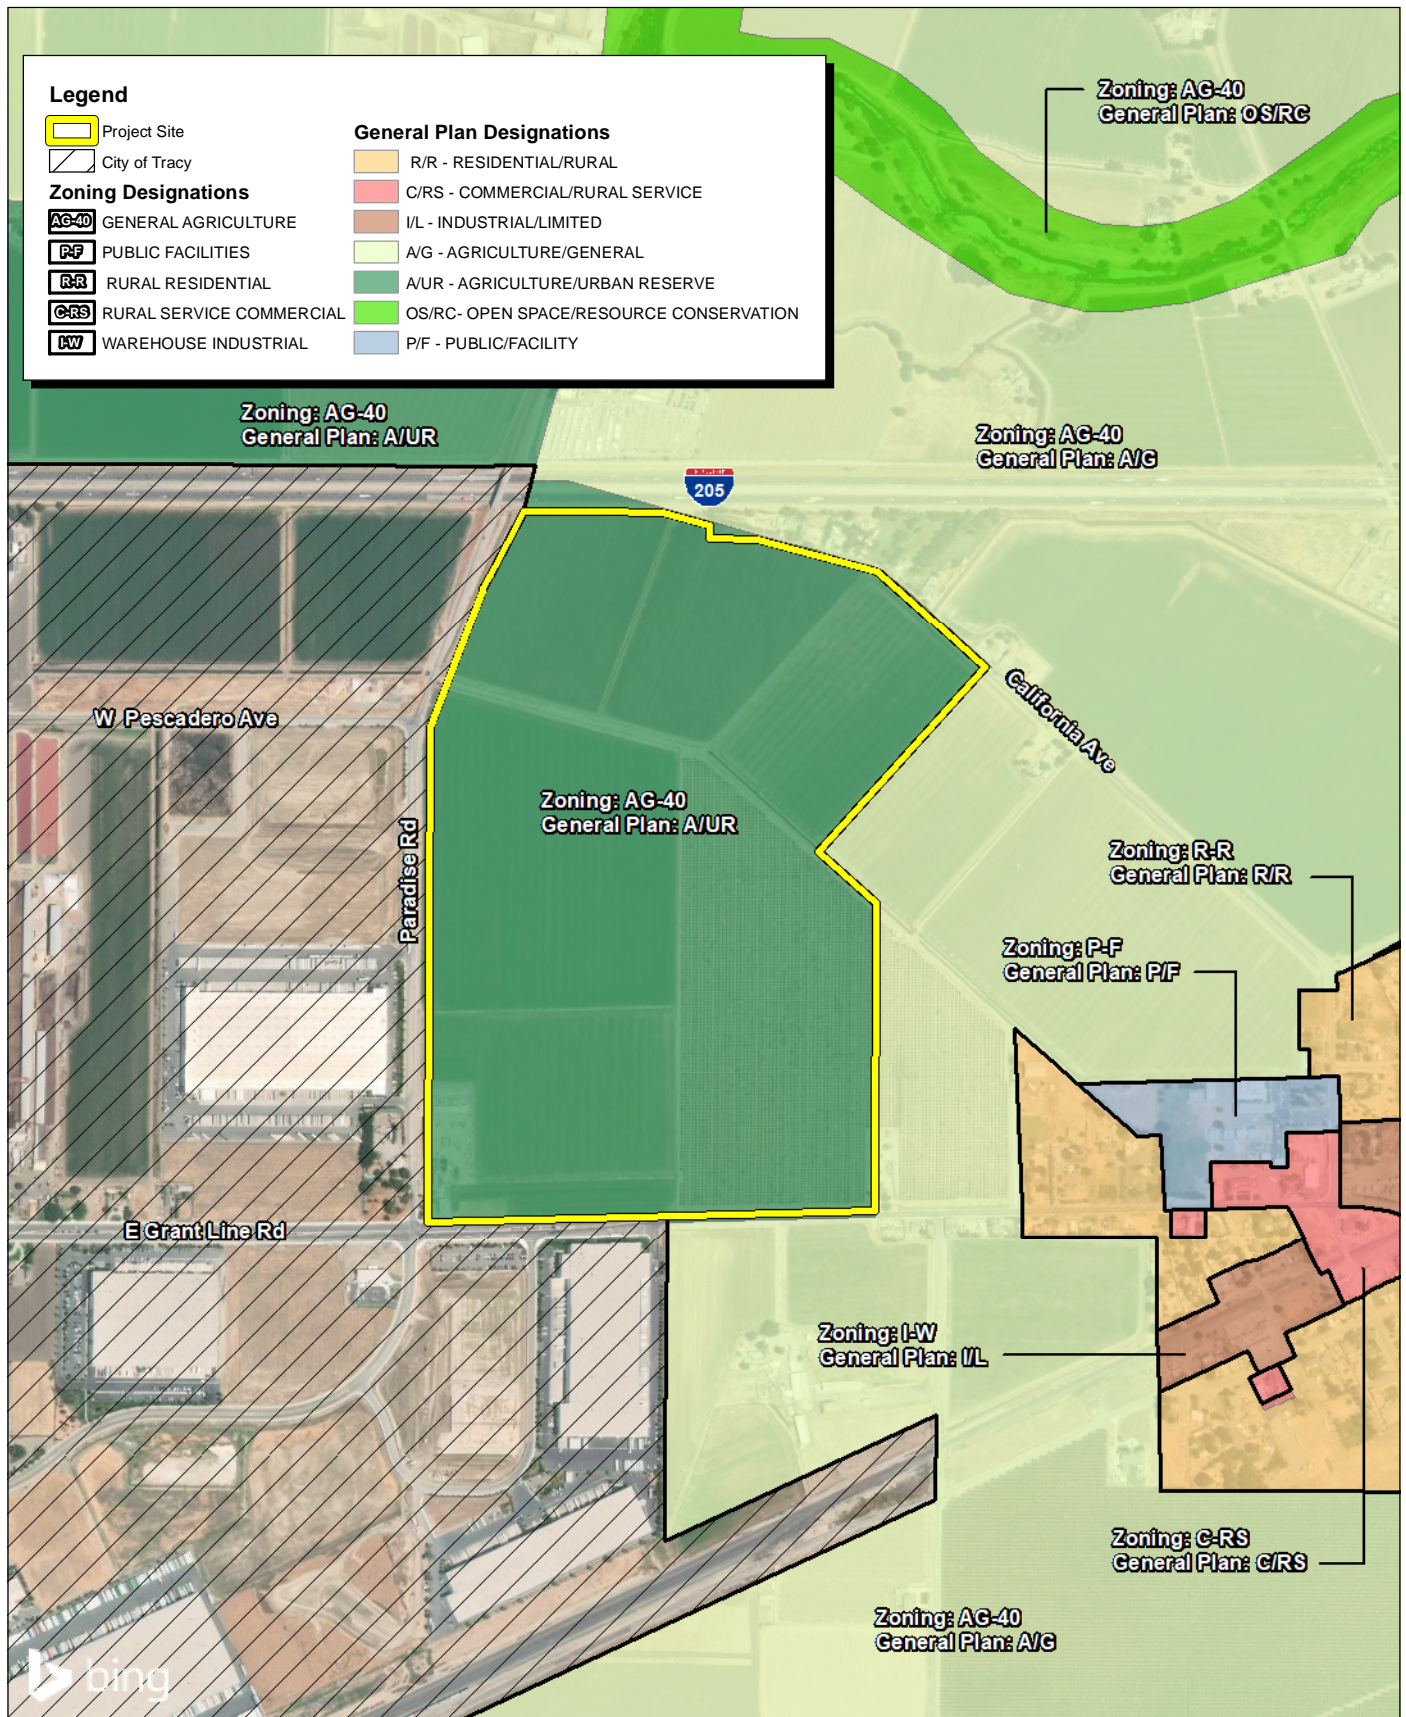 Legend
Project Site
City of Tracy
Zoning Designations
AG-40 GENERAL AGRICULTURE
P-F PUBLIC FACILITIES
R-R RURAL RESIDENTIAL
C-RS RURAL SERVICE COMMERCIAL
I-W WAREHOUSE INDUSTRIAL
General Plan Designations
R/R - RESIDENTIAL/RURAL
C/RS - COMMERCIAL/RURAL SERVICE
I/L - INDUSTRIAL/LIMITED
A/G - AGRICULTURE/GENERAL
A/UR - AGRICULTURE/URBAN RESERVE
OS/RC- OPEN SPACE/RESOURCE CONSERVATION
P/F - PUBLIC/FACILITY
Zoning: AG-40
General Plan: OS/RC
Zoning: AG-40
General Plan: A/UR
Zoning: AG-40
General Plan: A/G
205
California Ave
W Pescadero Ave
Zoning: AG-40
General Plan: A/UR
Paradise Rd
Zoning: R-R
General Plan: R/R
Zoning: P-F
General Plan: P/F
E Grant Line Rd
Zoning: I-W
General Plan: I/L
Zoning: C-RS
General Plan: C/RS
Zoning: AG-40
General Plan: A/G
bing